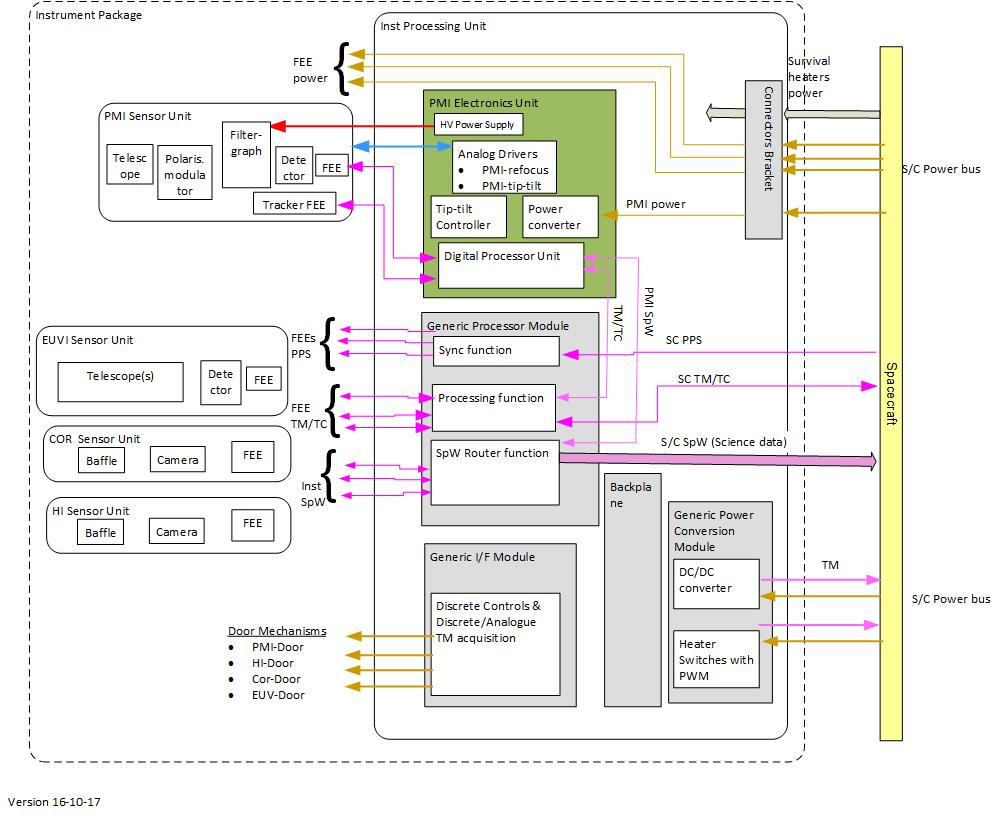 Instrument Package
Inst Processing Unit
FEE
power
Survival
heaters
power
S/C Power bus
Connectors Bracket
PMI Sensor Unit
Telesc
ope
Polaris.
modula
tor
Filter-
graph
Dete
ctor
FEE
Tracker FEE
PMI Electronics Unit
HV Power Supply
Analog Drivers
• PMI-refocus
• PMI-tip-tilt
Tip-tilt
Controller
Power
converter
Digital Processor Unit
PMI power
TM/TC
PMI SpW
Spacecraft
EUVI Sensor Unit
Telescope(s)
Dete
ctor
FEE
FEEs
PPS
FEE
TM/TC
Inst
SpW
Generic Processor Module
Sync function
Processing function
SpW Router function
SC PPS
SC TM/TC
S/C SpW (Science data)
COR  Sensor Unit
Baffle
Camera
FEE
HI Sensor Unit
Baffle
Camera
FEE
Backpla
ne
Generic Power
Conversion
Module
DC/DC
converter
Heater
Switches with
PWM
TM
S/C Power bus
Generic I/F Module
Discrete Controls &
Discrete/Analogue
TM acquisition
Door Mechanisms
• PMI-Door
• HI-Door
• Cor-Door
• EUV-Door
Version 16-10-17